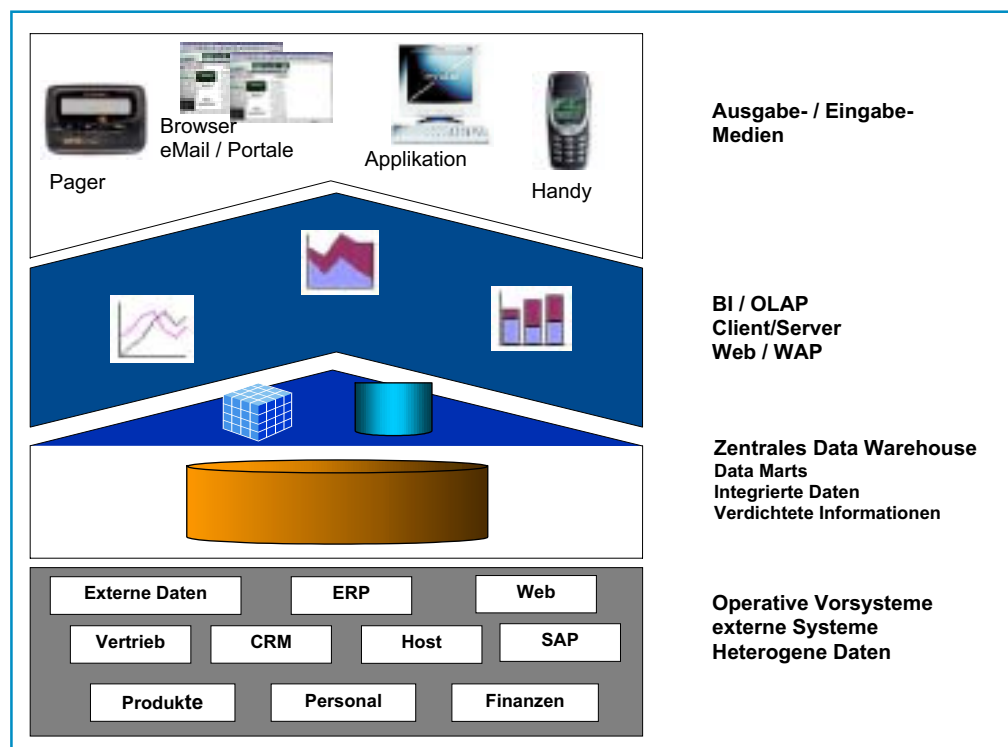 Browser
eMail / Portale
Pager
Applikation
Handy
Ausgabe- / Eingabe-
Medien
BI / OLAP
Client/Server
Web / WAP
Zentrales Data Warehouse
Data Marts
Integrierte Daten
Verdichtete Informationen
Externe Daten
ERP
Web
Vertrieb
CRM
Host
SAP
Produkte
Personal
Finanzen
Operative Vorsysteme
externe Systeme
Heterogene Daten